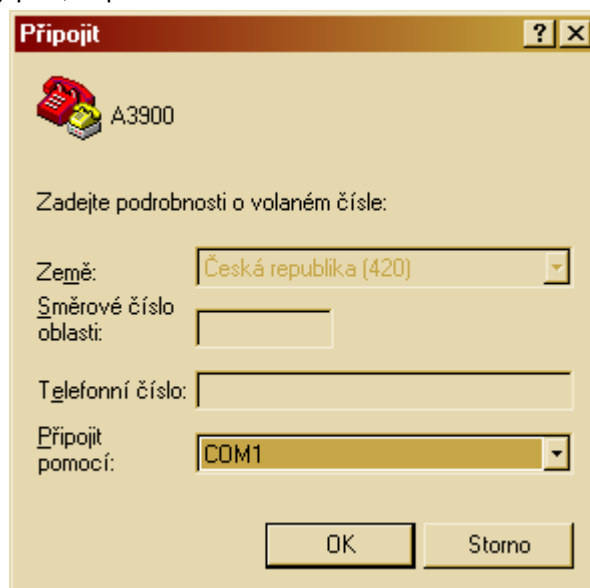 Připojit
A3900
Zadejte podrobnosti o volaném čísle:
Země: Česká republika (420)
Směrové číslo
oblasti:
Telefonní číslo:
Připojit
pomocí: COM1
OK Storno